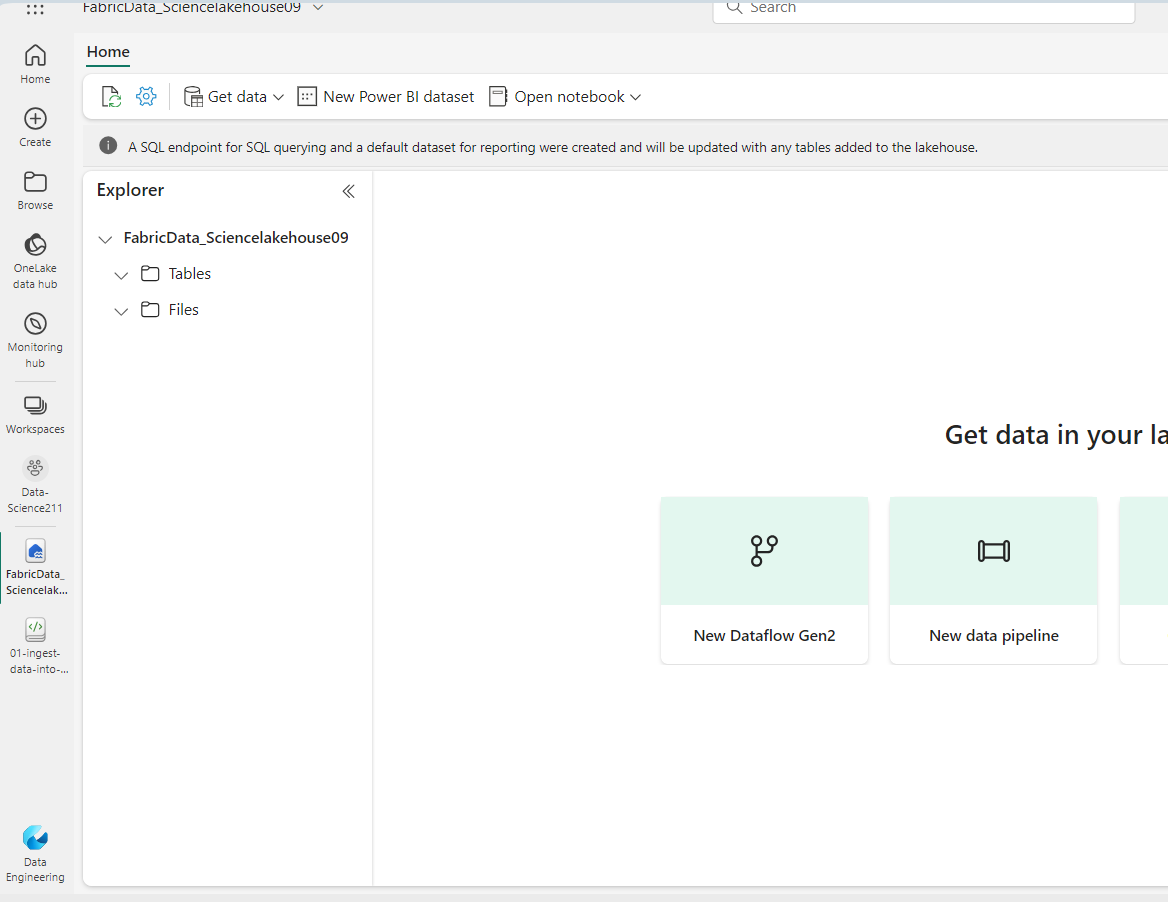 FabricData_Sciencelakehouse09
Search
Home
Create
Browse
OneLake
data hub
Monitoring
hub
Workspaces
Data-
Science211
FabricData_
Sciencelak...
01-ingest-
data-into-...
Data
Engineering
Home
Get data
New Power BI dataset
Open notebook
A SQL endpoint for SQL querying and a default dataset for reporting were created and will be updated with any tables added to the lakehouse.
Explorer
FabricData_Sciencelakehouse09
Tables
Files
Get data in your la
New Dataflow Gen2
New data pipeline